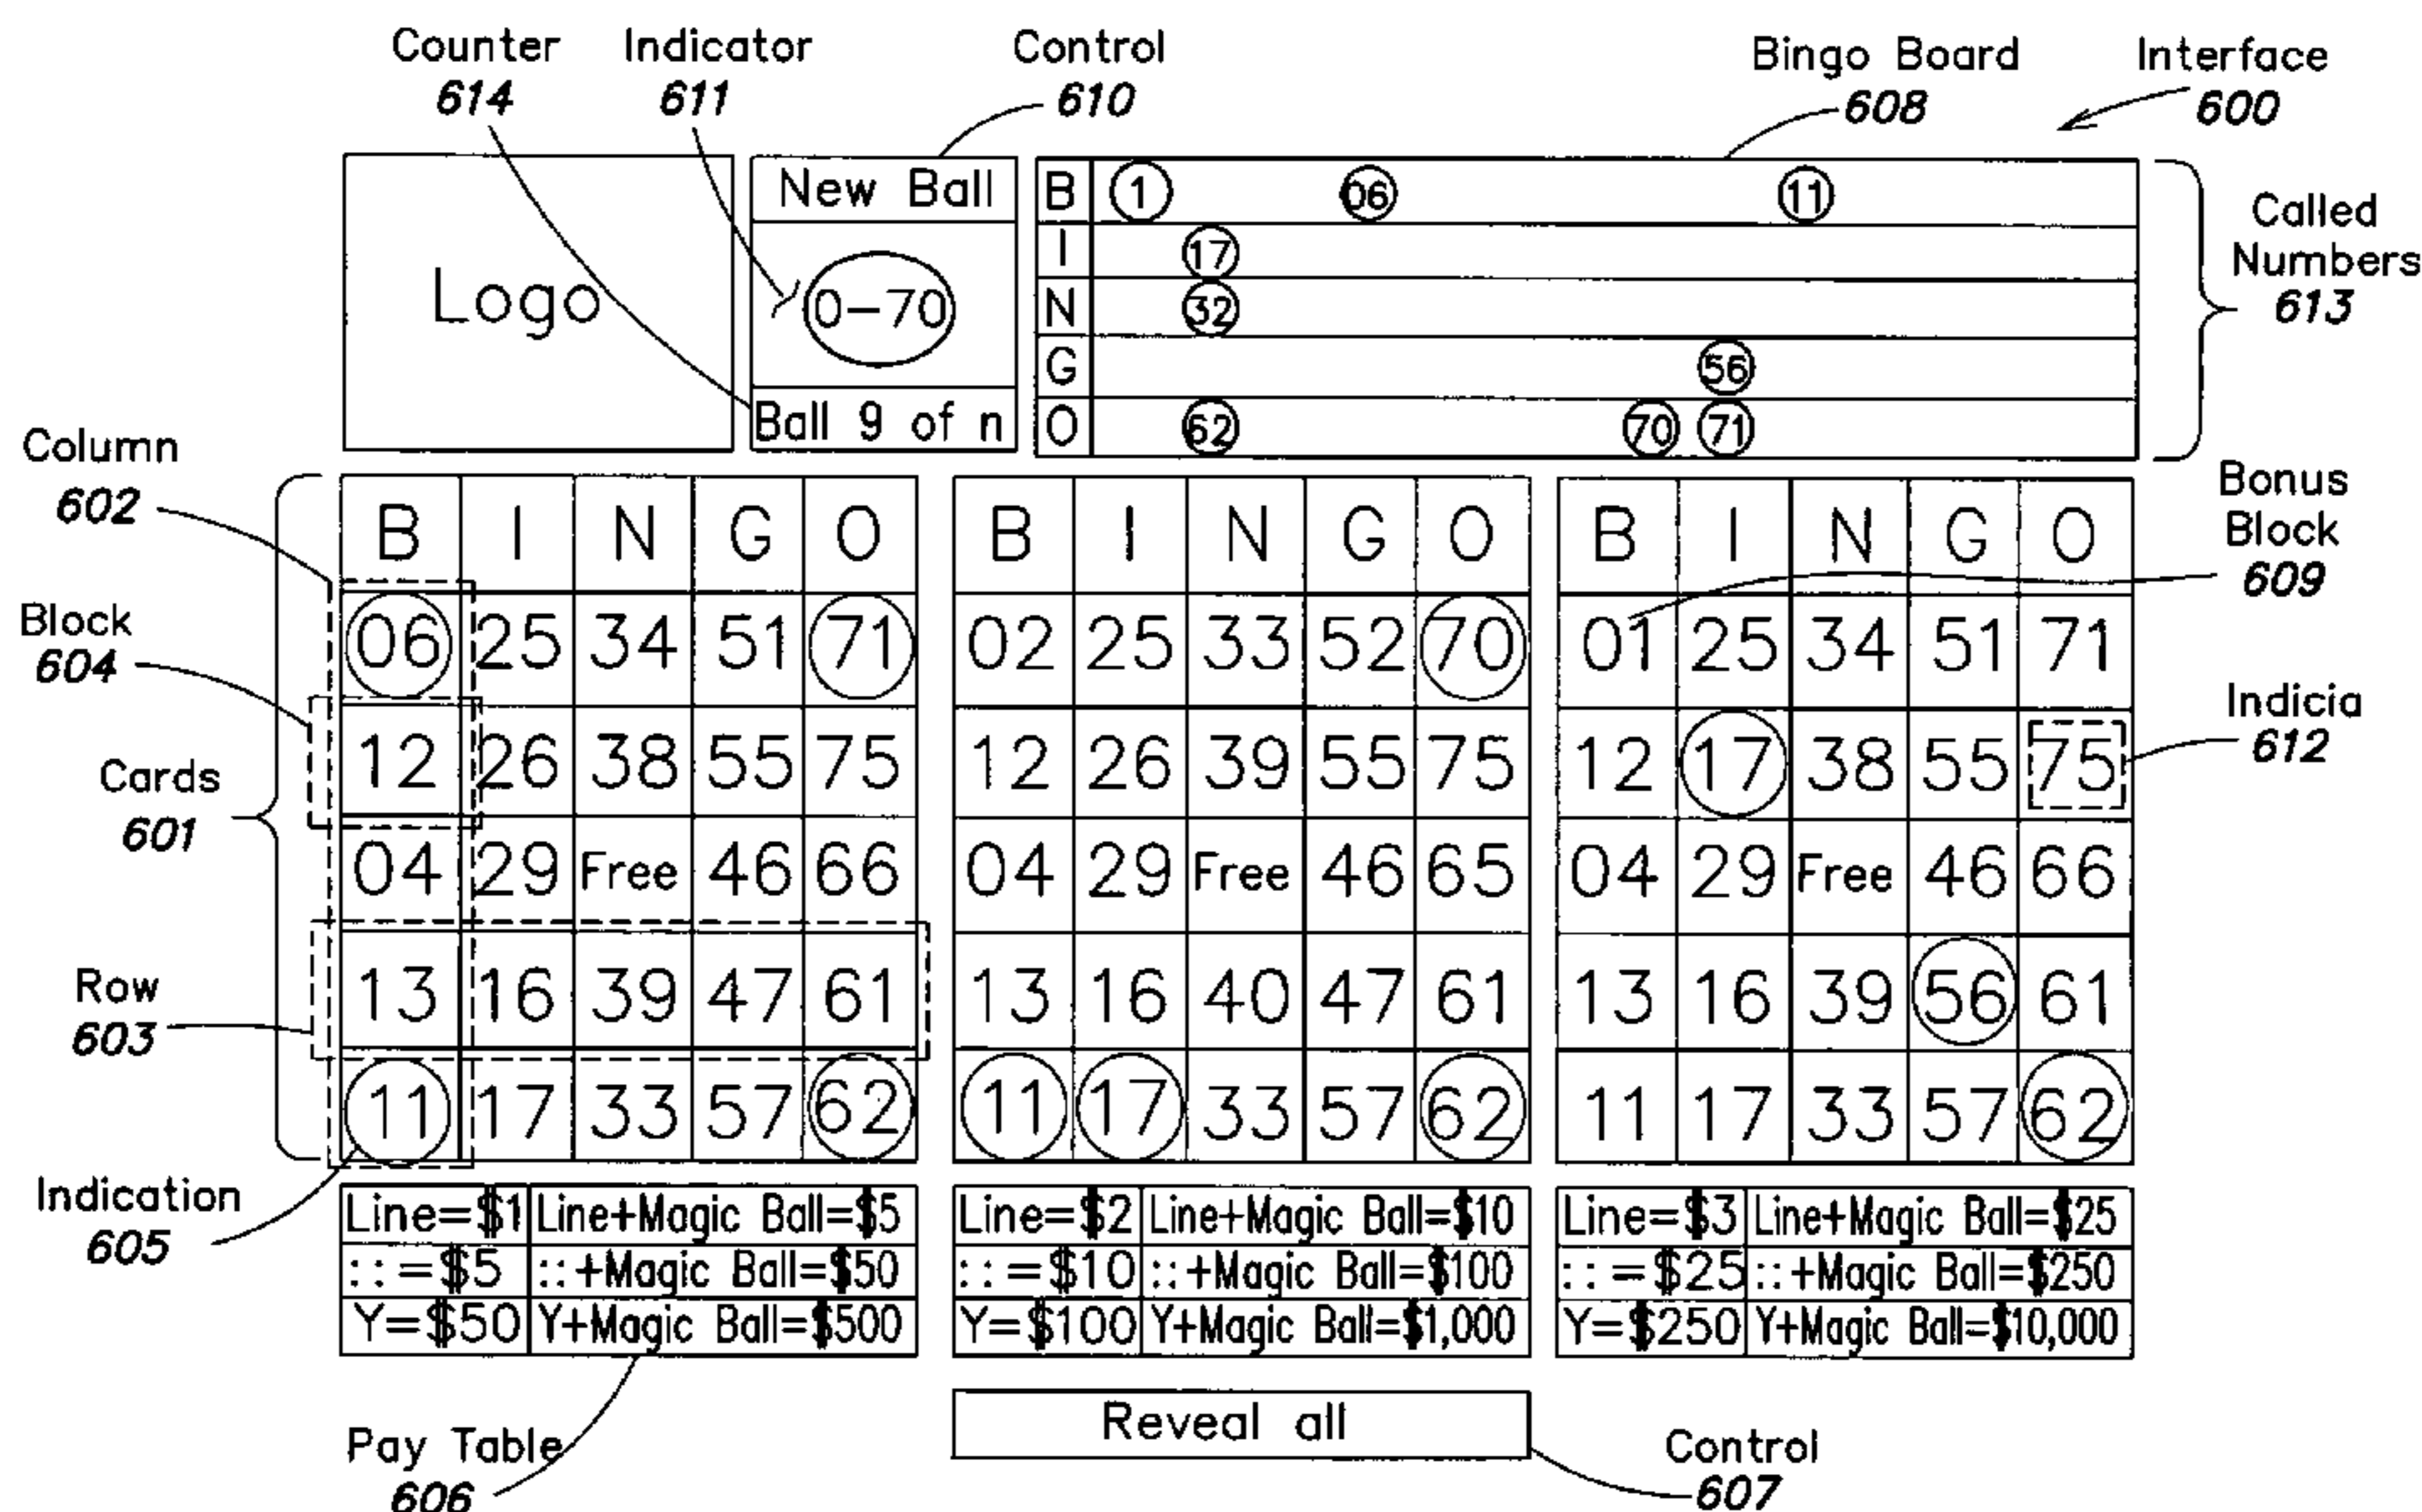 Counter
614
Indicator
611
Control
610
Bingo Board
608
Interface
600
Logo
New Ball
0–70
Ball 9 of n
B 1 06 11
I 17
N 32
G 56
O 62 70 71
Called
Numbers
613
Column
602
Block
604
Cards
601
Row
603
Indication
605
B I N G O
06 25 34 51 71
12 26 38 55 75
04 29 Free 46 66
13 16 39 47 61
11 17 33 57 62
B I N G O
02 25 33 52 70
12 26 39 55 75
04 29 Free 46 65
13 16 40 47 61
11 17 33 57 62
B I N G O
01 25 34 51 71
12 17 38 55 75
04 29 Free 46 66
13 16 39 56 61
11 17 33 57 62
Bonus
Block
609
Indicia
612
Line=$1 Line+Magic Ball=$5
::=$5 ::+Magic Ball=$50
Y=$50 Y+Magic Ball=$500
Line=$2 Line+Magic Ball=$10
::=$10 ::+Magic Ball=$100
Y=$100 Y+Magic Ball=$1,000
Line=$3 Line+Magic Ball=$25
::=$25 ::+Magic Ball=$250
Y=$250 Y+Magic Ball=$10,000
Pay Table
606
Reveal all
Control
607